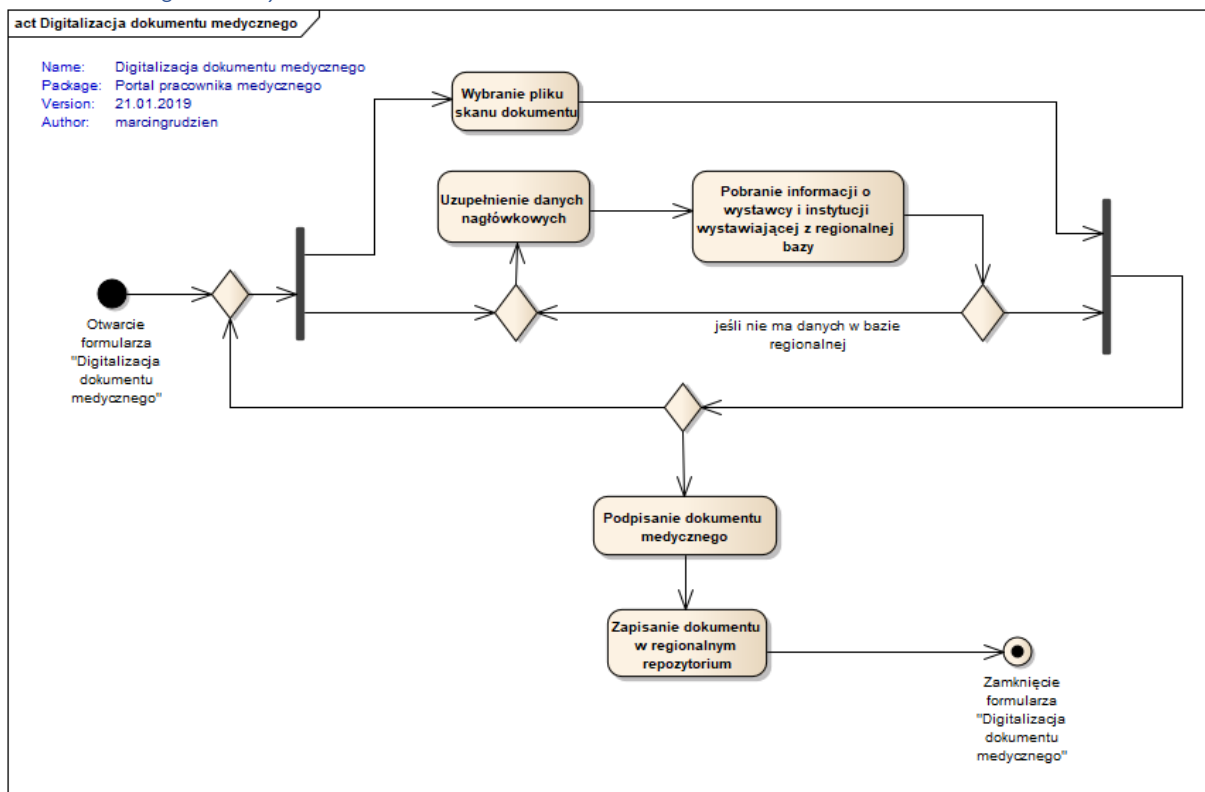 act Digitalizacja dokumentu medycznego
Name: Digitalizacja dokumentu medycznego
Package: Portal pracownika medycznego
Version: 21.01.2019
Author: marcingrudzien
Wybranie pliku
skanu dokumentu
Uzupełnienie danych
nagłówkowych
Pobranie informacji o
wystawcy i instytucji
wystawiającej z regionalnej
bazy
Otwarcie
formularza
"Digitalizacja
dokumentu
medycznego"
jeśli nie ma danych w bazie
regionalnej
Podpisanie dokumentu
medycznego
Zapisanie dokumentu
w regionalnym
repozytorium
Zamknięcie
formularza
"Digitalizacja
dokumentu
medycznego"